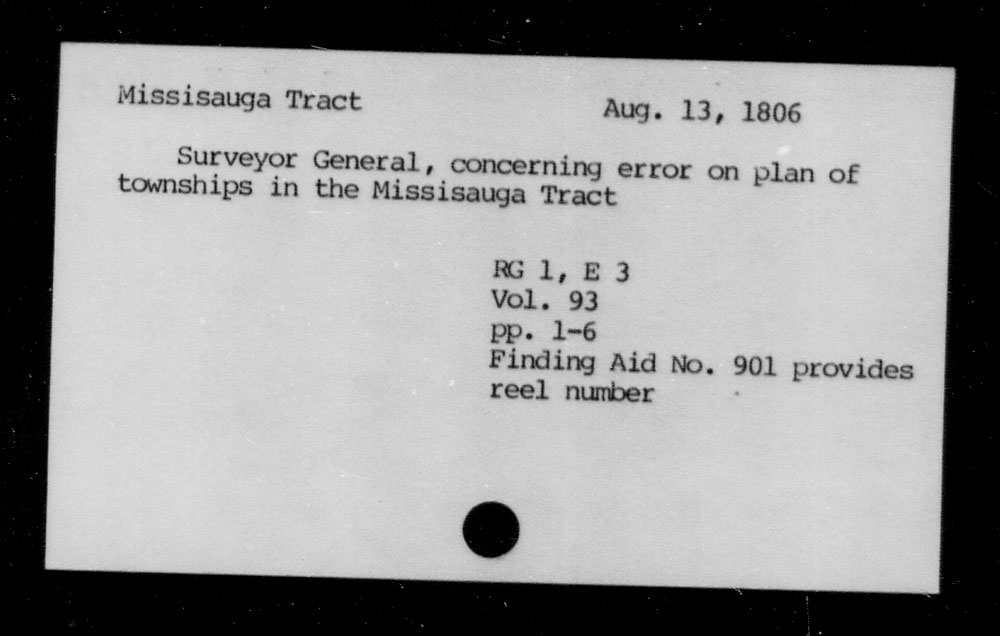 Missisauga Tract Aug. 13, 1806
Surveyor General, concerning error on plan of
townships in the Missisauga Tract
RG 1, E 3
Vol. 93
pp. 1-6
Finding Aid No. 901 provides
reel number